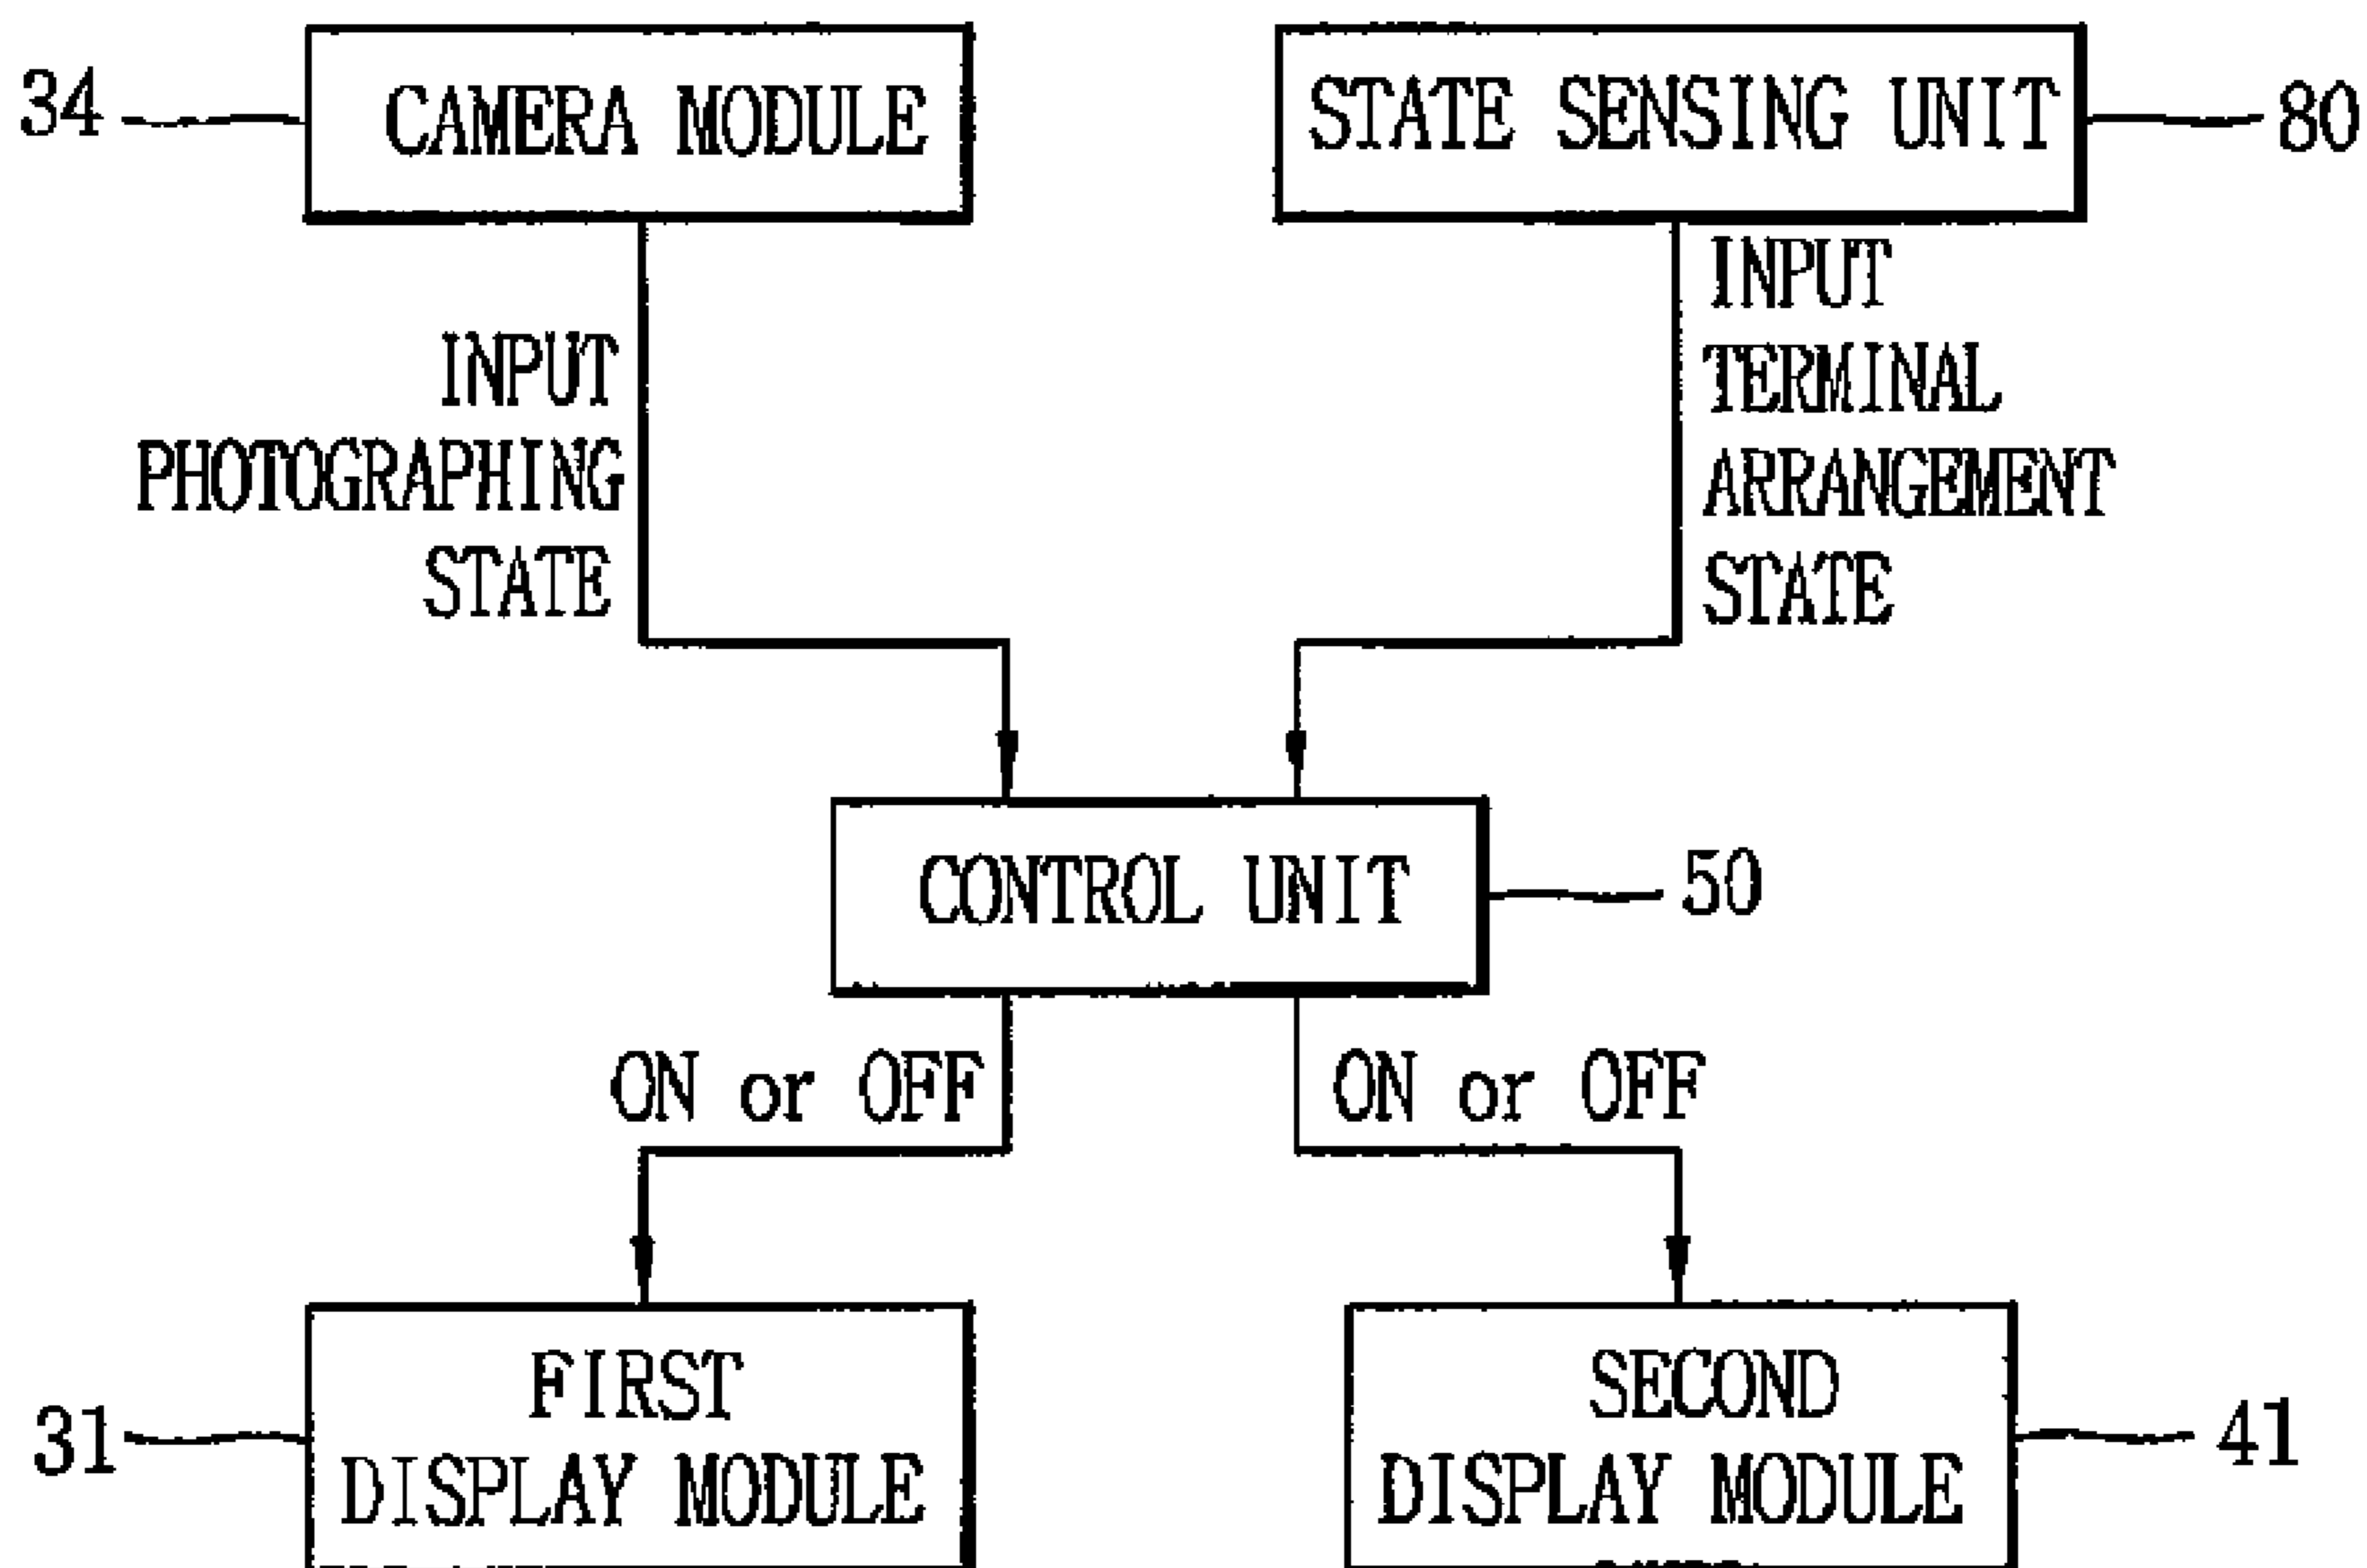 34
CAMERA MODULE
STATE SENSING UNIT
80
INPUT
PHOTOGRAPHING
STATE
INPUT
TERMINAL
ARRANGEMENT
STATE
CONTROL UNIT
50
ON or OFF
ON or OFF
31
FIRST
DISPLAY MODULE
SECOND
DISPLAY MODULE
41